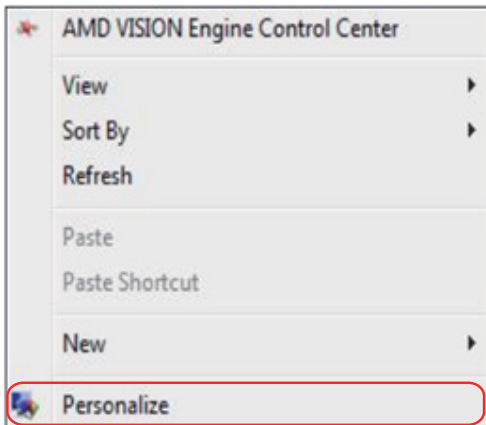 AMD VISION Engine Control Center
View
Sort By
Refresh
Paste
Paste Shortcut
New
Personalize